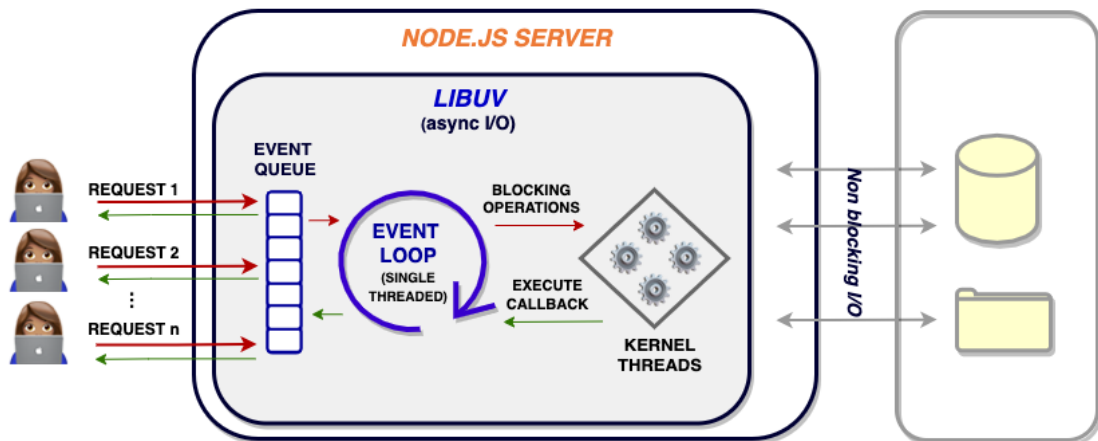 NODE.JS SERVER
LIBUV
(async I/O)
EVENT
QUEUE
REQUEST 1
REQUEST 2
...
REQUEST n
EVENT
LOOP
(SINGLE
THREADED)
BLOCKING
OPERATIONS
EXECUTE
CALLBACK
KERNEL
THREADS
Non blocking I/O